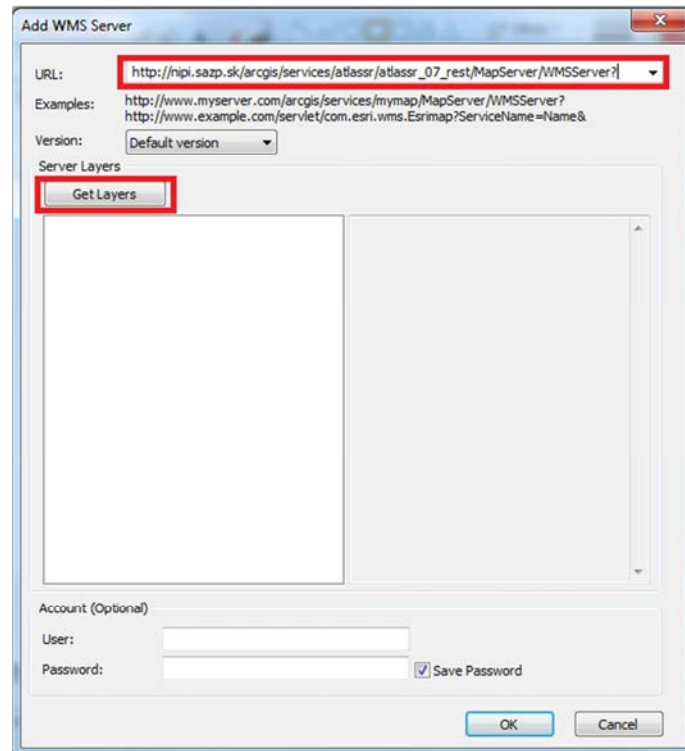 Add WMS Server
URL: http://nipi.sazp.sk/arcgis/services/atlassr/atlassr_07_rest/MapServer/WMSServer?
Examples: http://www.myserver.com/arcgis/services/mymap/MapServer/WMSServer?
http://www.example.com/servlet/com.esri.wms.Esrimap?ServiceName=Name&
Version: Default version
Server Layers
Get Layers
Account (Optional)
User:
Password: Save Password
OK Cancel